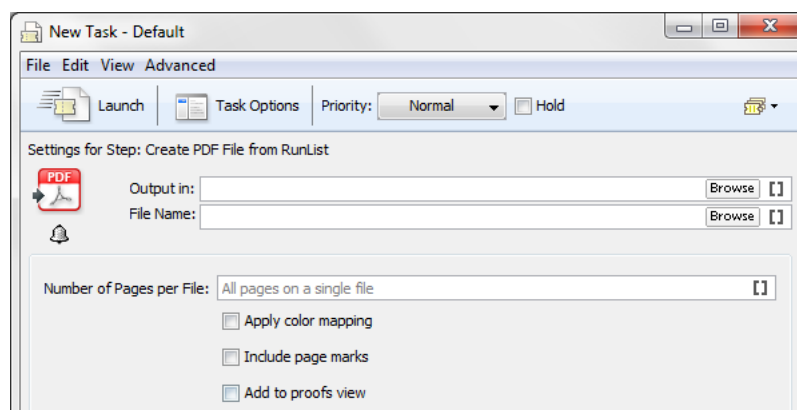 New Task - Default
File Edit View Advanced
Launch Task Options Priority: Normal Hold
Settings for Step: Create PDF File from RunList
PDF
Output in: Browse []
File Name: Browse []
Number of Pages per File: All pages on a single file []
Apply color mapping
Include page marks
Add to proofs view